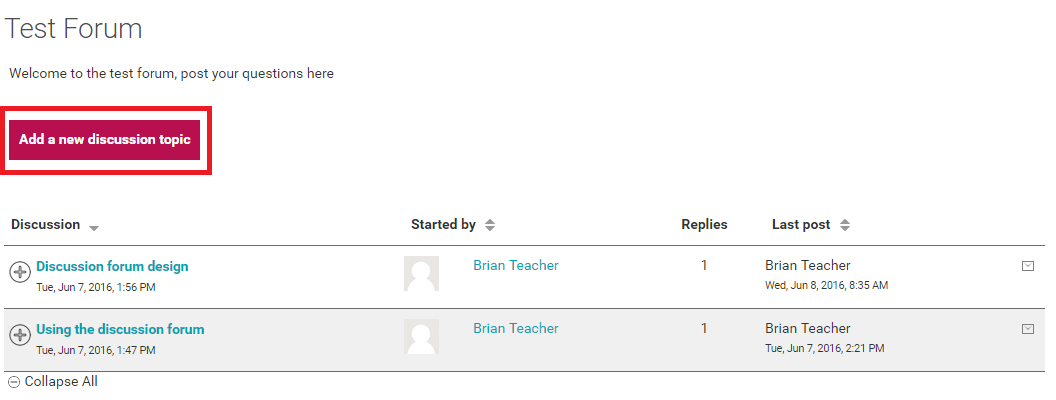 Test Forum
Welcome to the test forum, post your questions here
Add a new discussion topic
Discussion Started by Replies Last post
Discussion forum design Brian Teacher 1 Brian Teacher
Tue, Jun 7, 2016, 1:56 PM Wed, Jun 8, 2016, 8:35 AM
Using the discussion forum Brian Teacher 1 Brian Teacher
Tue, Jun 7, 2016, 1:47 PM Tue, Jun 7, 2016, 2:21 PM
Collapse All